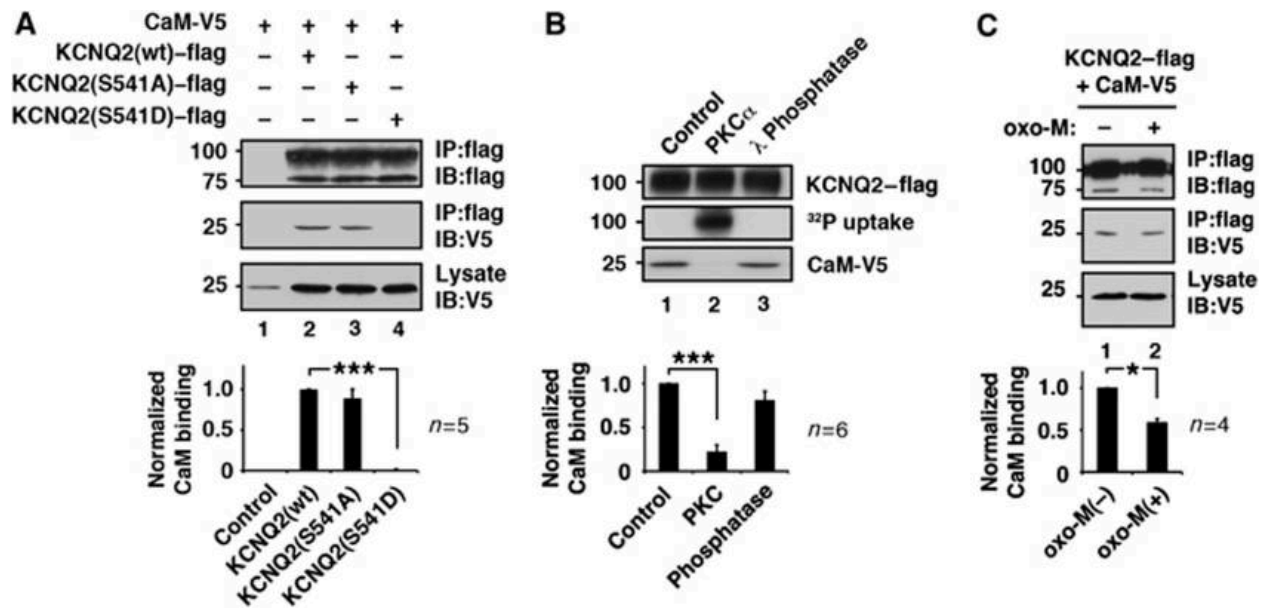 A
CaM-V5 + + + +
KCNQ2(wt)–flag – + – –
KCNQ2(S541A)–flag – – + –
KCNQ2(S541D)–flag – – – +
100
75
IP:flag
IB:flag
25
IP:flag
IB:V5
25
Lysate
IB:V5
1 2 3 4
Normalized
CaM binding
1.0
0.5
0
***
n=5
Control
KCNQ2(wt)
KCNQ2(S541A)
KCNQ2(S541D)
B
Control
PKCα
λ Phosphatase
100 KCNQ2–flag
100 ³²P uptake
25 CaM-V5
1 2 3
Normalized
CaM binding
1.0
0.5
0
***
n=6
Control
PKC
Phosphatase
C
KCNQ2–flag
+ CaM-V5
oxo-M: – +
100
75
IP:flag
IB:flag
25
IP:flag
IB:V5
25
Lysate
IB:V5
1 2
Normalized
CaM binding
1.0
0.5
0
*
n=4
oxo-M(–)
oxo-M(+)